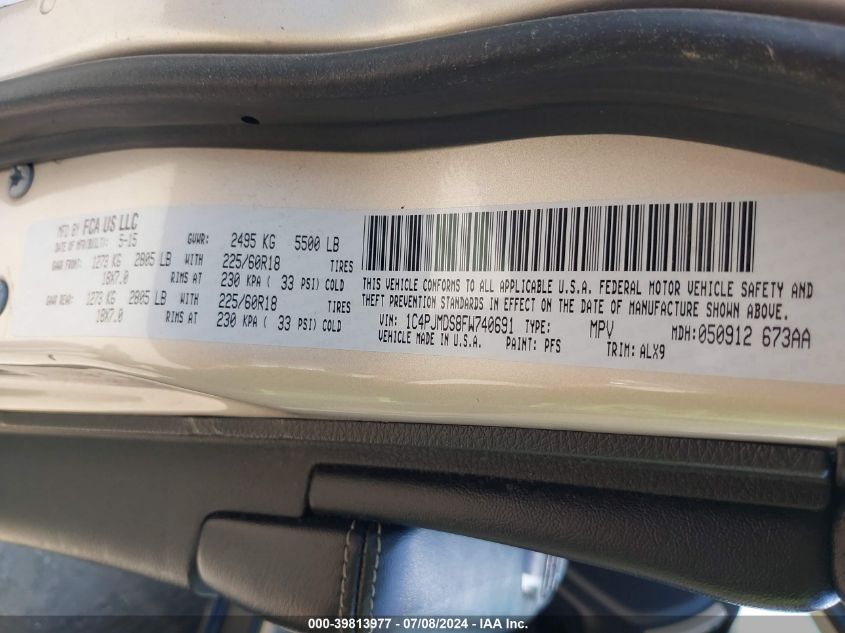 MFD BY FCA US LLC
DATE OF MFR/BUILT: 5-15 GVWR: 2495 KG 5500 LB
GAWR FRONT: 1273 KG 2805 LB WITH 225/60R18 TIRES
18X7.0 RIMS AT 230 KPA ( 33 PSI) COLD
GAWR REAR: 1273 KG 2805 LB WITH 225/60R18 TIRES
18X7.0 RIMS AT 230 KPA ( 33 PSI) COLD
THIS VEHICLE CONFORMS TO ALL APPLICABLE U.S.A. FEDERAL MOTOR VEHICLE SAFETY AND
THEFT PREVENTION STANDARDS IN EFFECT ON THE DATE OF MANUFACTURE SHOWN ABOVE.
VIN: 1C4PJMDS8FW740691 TYPE: MPV MDH:050912 673AA
VEHICLE MADE IN U.S.A. PAINT: PFS TRIM: ALX9
000-39813977 - 07/08/2024 - IAA Inc.